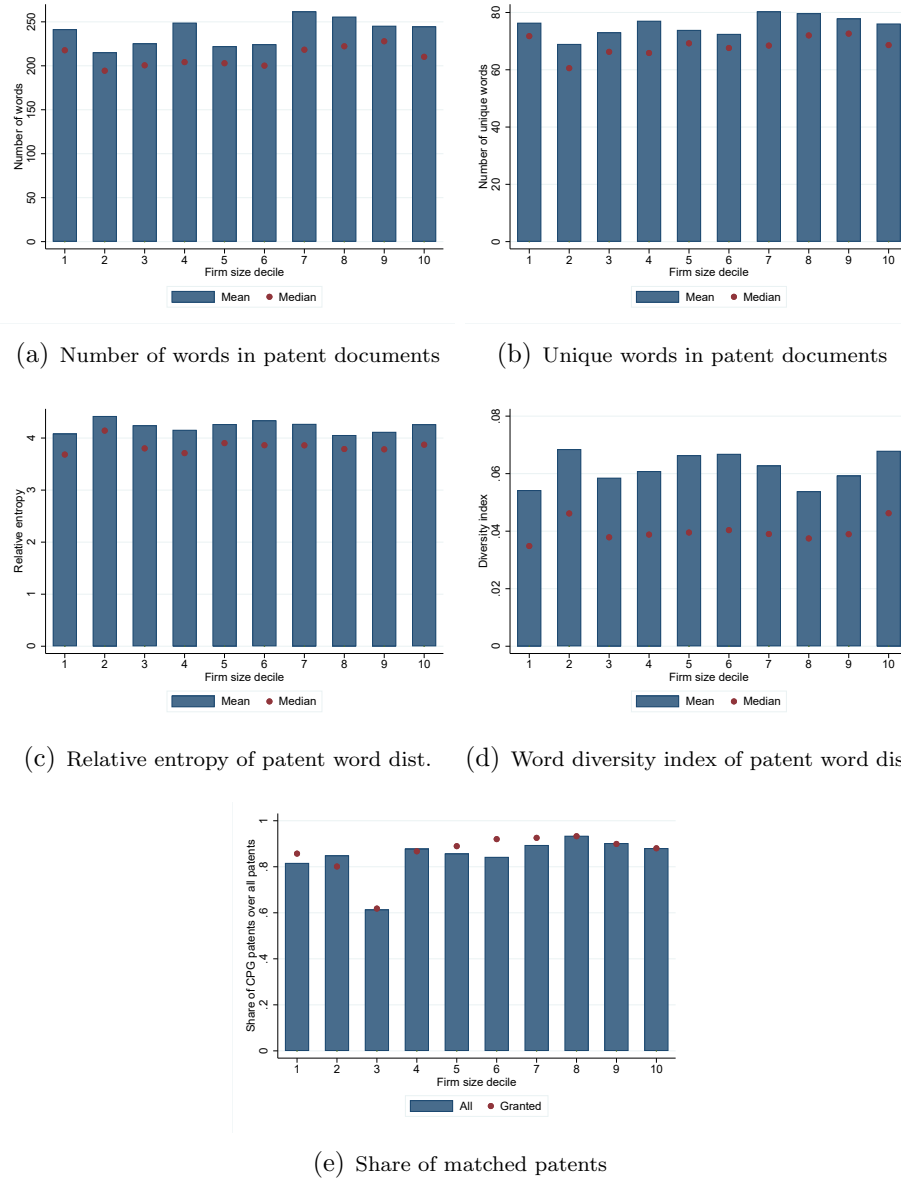 Number of words
0 50 100 150 200 250
1 2 3 4 5 6 7 8 9 10
Firm size decile
Mean Median
(a) Number of words in patent documents
Number of unique words
0 20 40 60 80
1 2 3 4 5 6 7 8 9 10
Firm size decile
Mean Median
(b) Unique words in patent documents
Relative entropy
0 1 2 3 4
1 2 3 4 5 6 7 8 9 10
Firm size decile
Mean Median
(c) Relative entropy of patent word dist.
Diversity index
0 .02 .04 .06 .08
1 2 3 4 5 6 7 8 9 10
Firm size decile
Mean Median
(d) Word diversity index of patent word dis
Share of CPG patents over all patents
0 .2 .4 .6 .8 1
1 2 3 4 5 6 7 8 9 10
Firm size decile
All Granted
(e) Share of matched patents